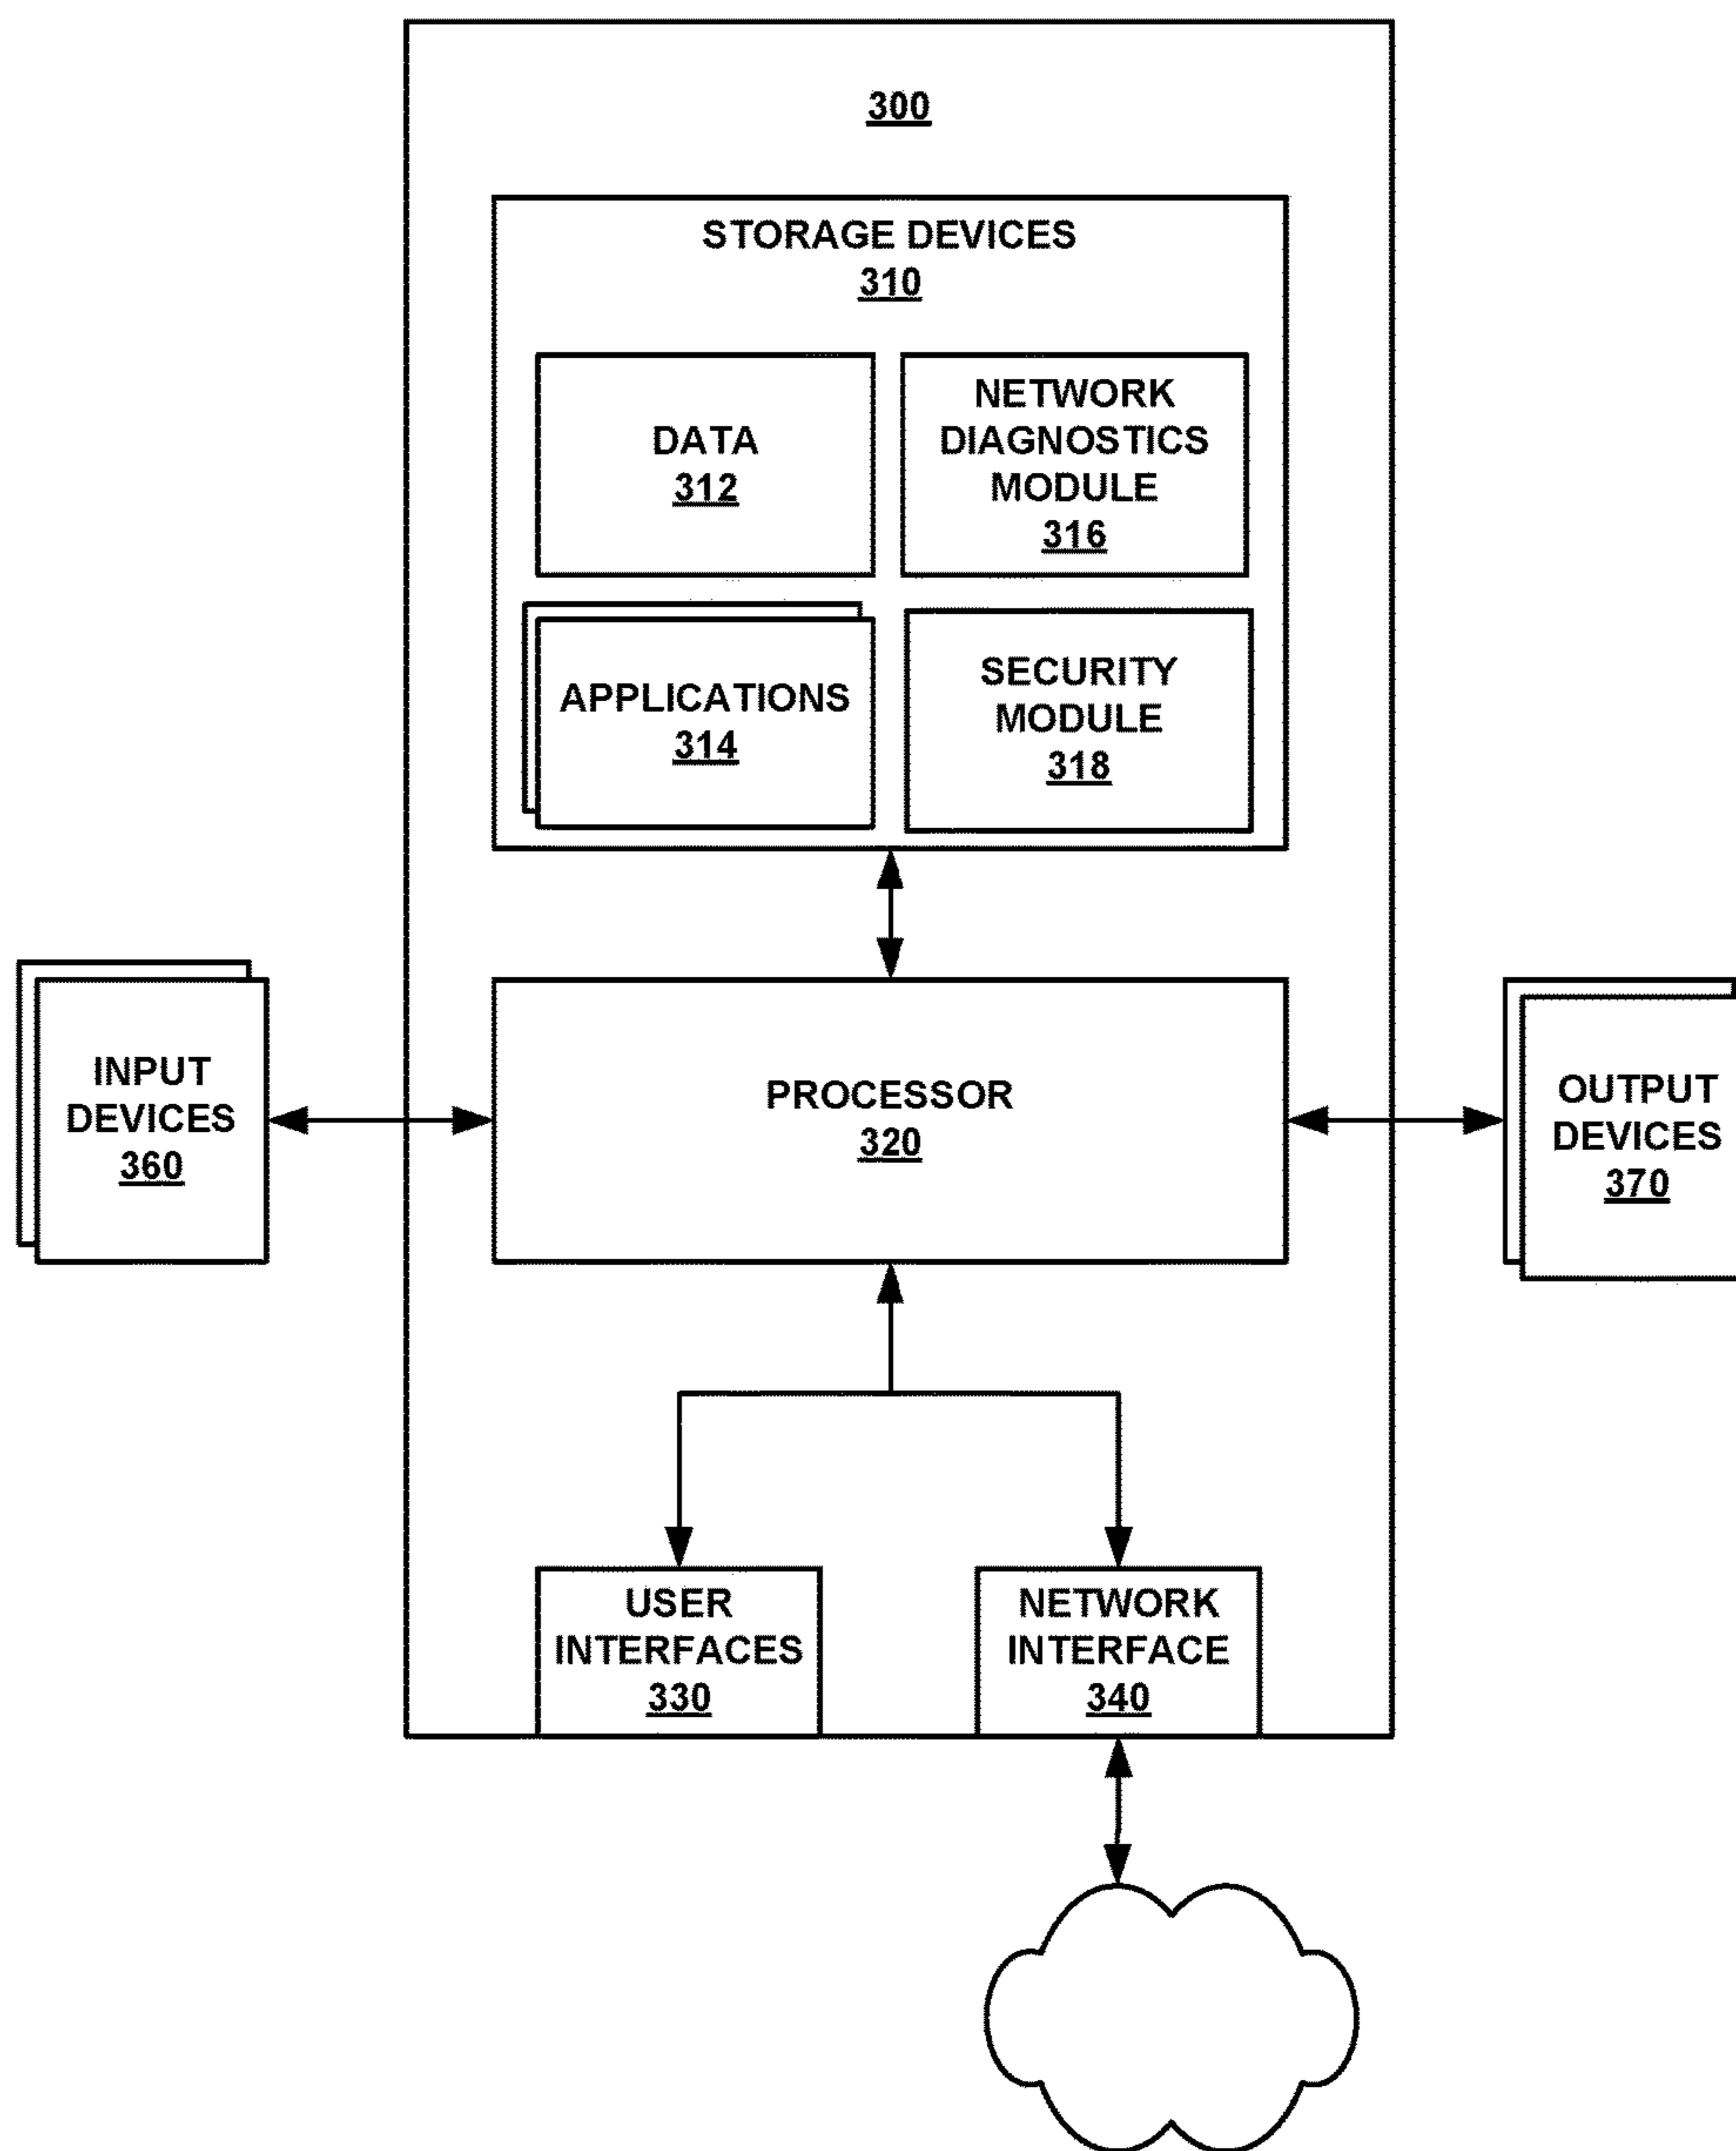 300
STORAGE DEVICES
310
DATA
312
NETWORK
DIAGNOSTICS
MODULE
316
APPLICATIONS
314
SECURITY
MODULE
318
INPUT
DEVICES
360
PROCESSOR
320
OUTPUT
DEVICES
370
USER
INTERFACES
330
NETWORK
INTERFACE
340